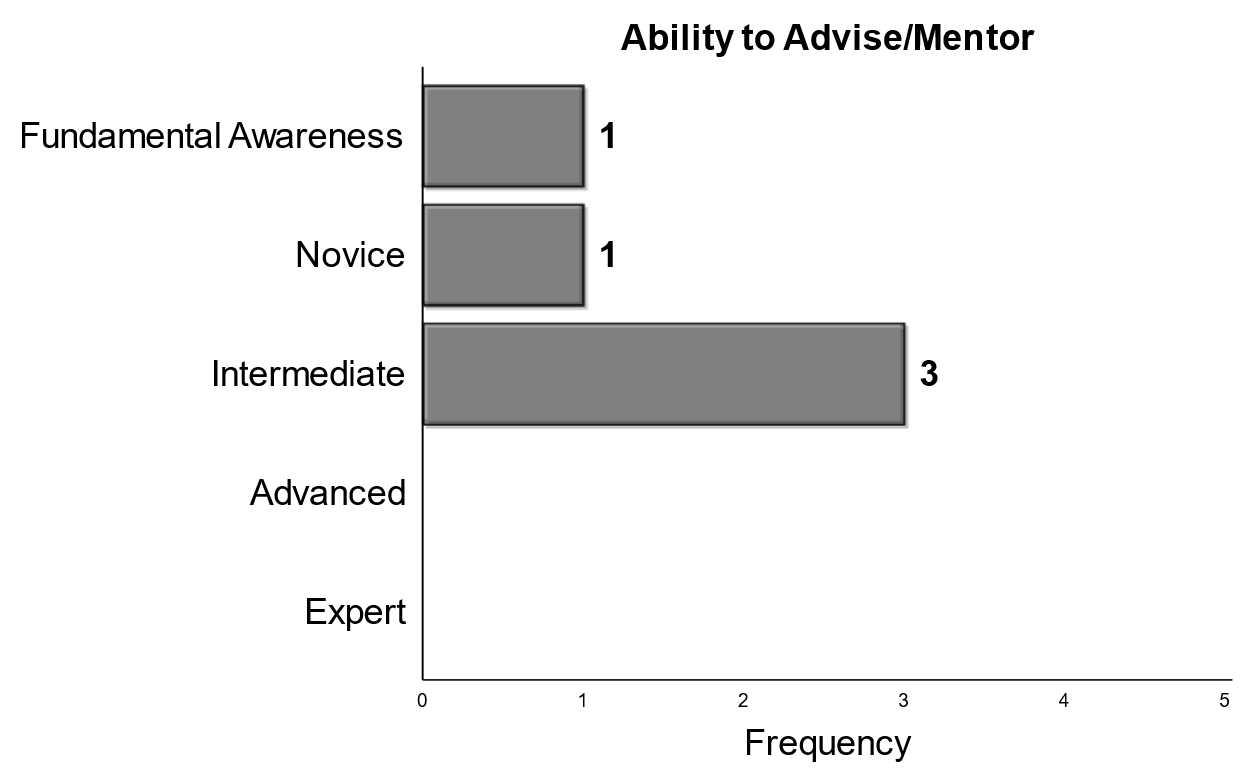 Ability to Advise/Mentor
Fundamental Awareness 1
Novice 1
Intermediate 3
Advanced
Expert
0 1 2 3 4 5
Frequency